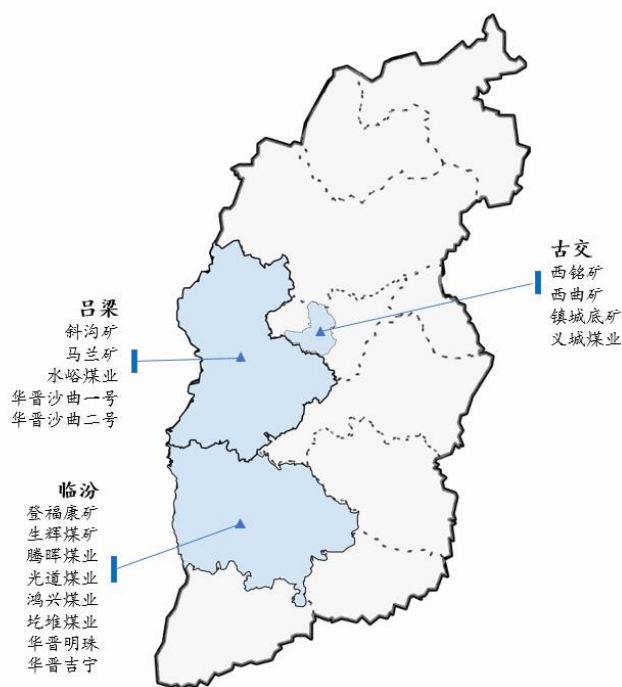 古交
西铭矿
西曲矿
镇城底矿
义城煤业
吕梁
斜沟矿
马兰矿
水峪煤业
华晋沙曲一号
华晋沙曲二号
临汾
登福康矿
生辉煤矿
腾晖煤业
光道煤业
鸿兴煤业
圪堆煤业
华晋明珠
华晋吉宁